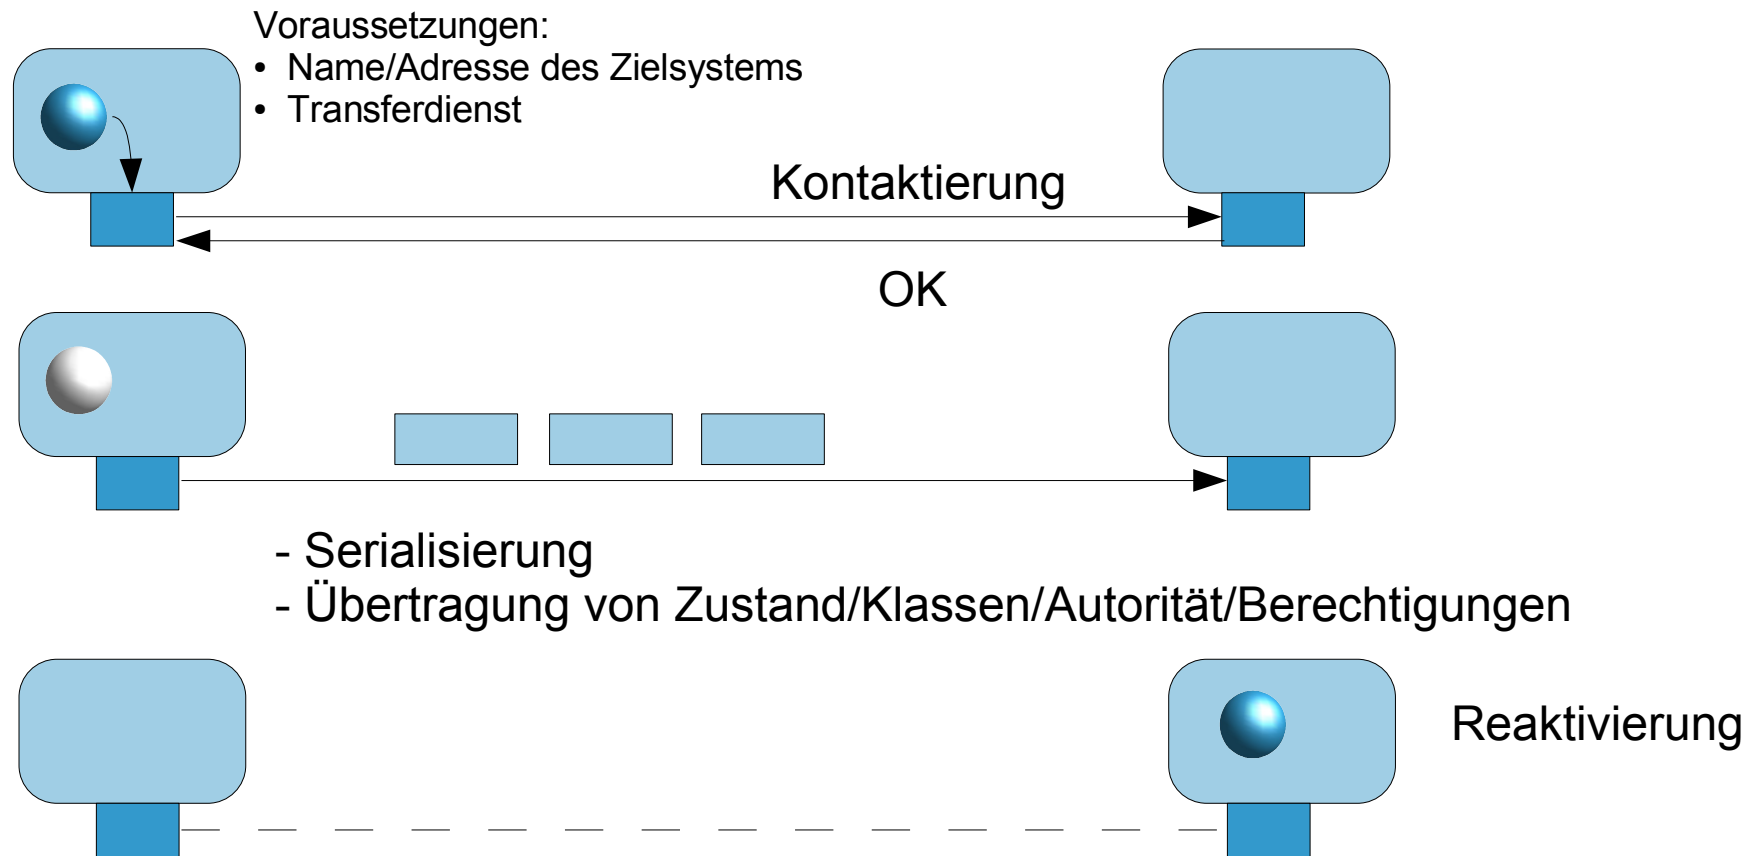 Voraussetzungen:
• Name/Adresse des Zielsystems
• Transferdienst
Kontaktierung
OK
- Serialisierung
- Übertragung von Zustand/Klassen/Autorität/Berechtigungen
Reaktivierung